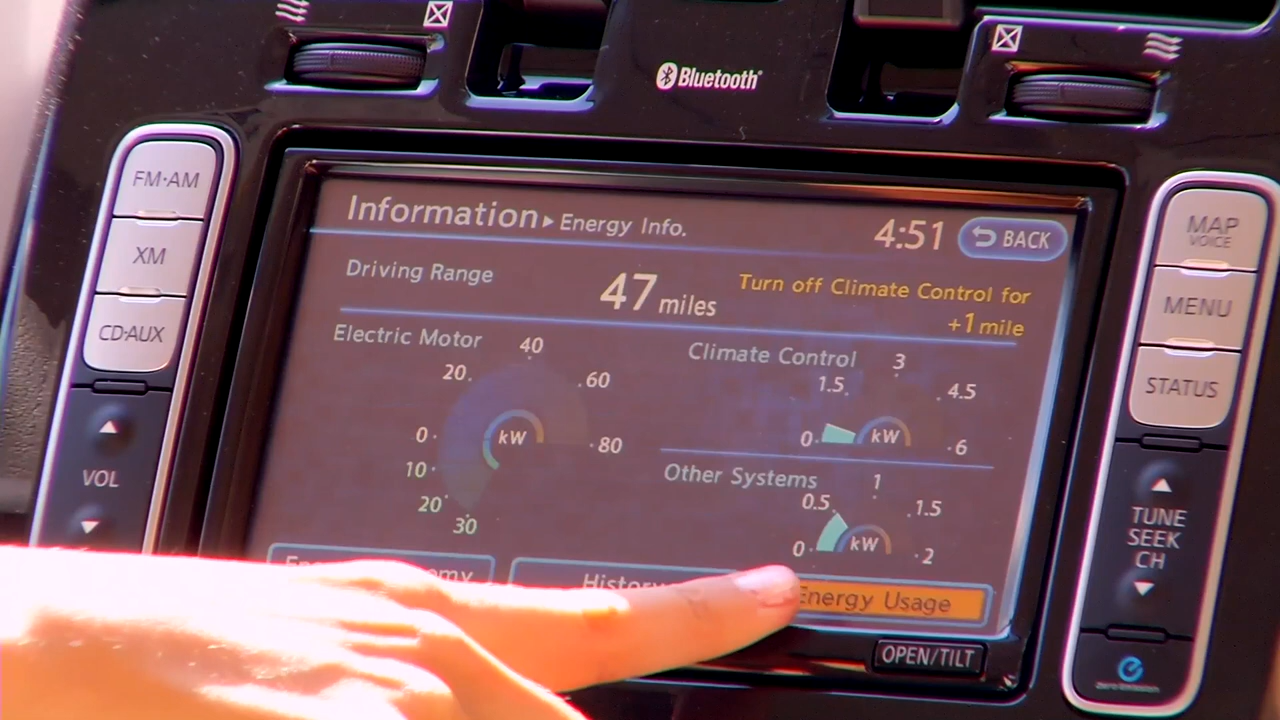 Bluetooth
FM·AM
XM
CD·AUX
VOL
Information ▸ Energy Info.
4:51
BACK
Driving Range
47 miles
Turn off Climate Control for
+1 mile
Electric Motor
40
20
60
0
kW
80
10
20
30
Climate Control
3
1.5
4.5
0
kW
6
Other Systems
1
0.5
1.5
0
kW
2
History
Energy Usage
MAP
VOICE
MENU
STATUS
TUNE
SEEK
CH
OPEN/TILT
Zero Emission